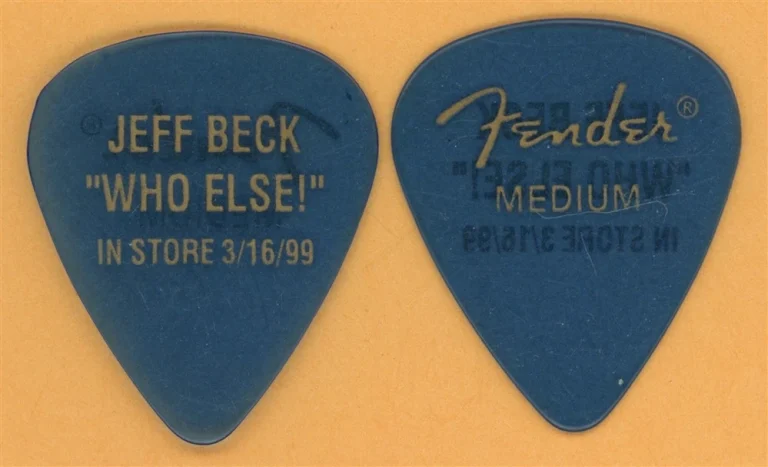 JEFF BECK
"WHO ELSE!"
IN STORE 3/16/99
Fender®
MEDIUM